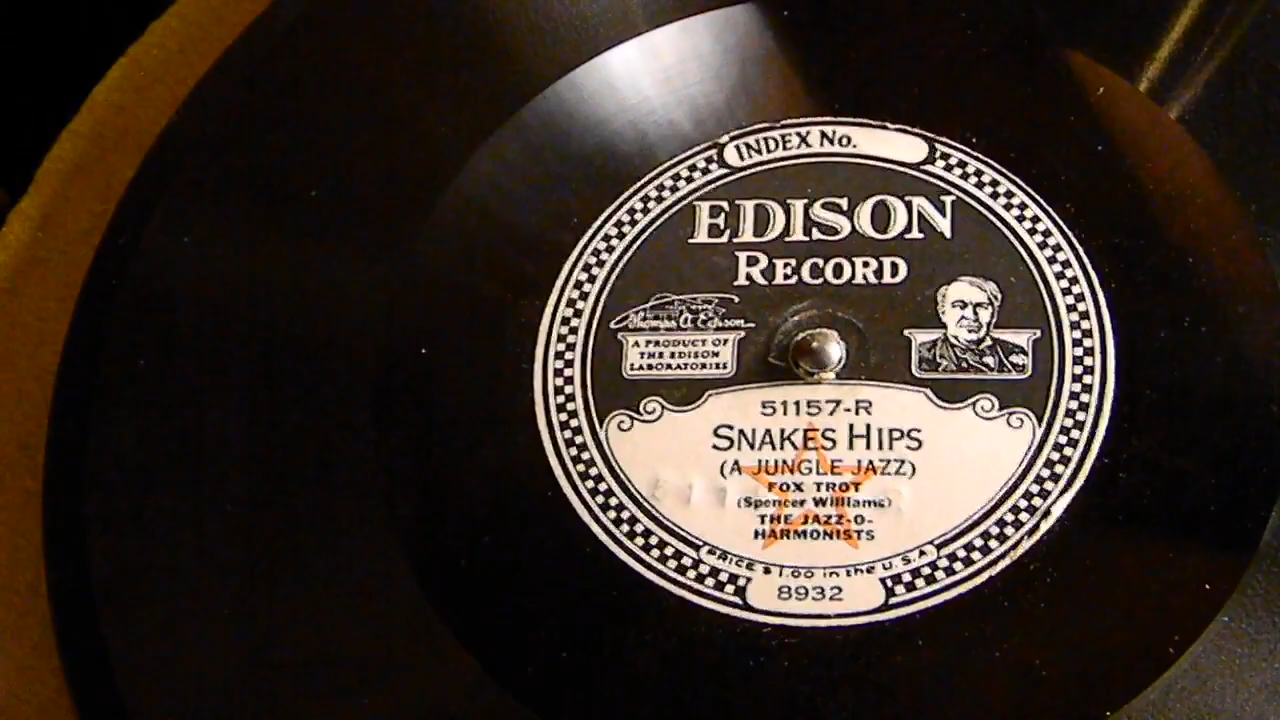 INDEX No.
EDISON
RECORD
Thomas A Edison
A PRODUCT OF
THE EDISON
LABORATORIES
51157-R
SNAKES HIPS
(A JUNGLE JAZZ)
FOX TROT
(Spencer Williams)
THE JAZZ-O-
HARMONISTS
PRICE $1.00 in the U.S.A.
8932